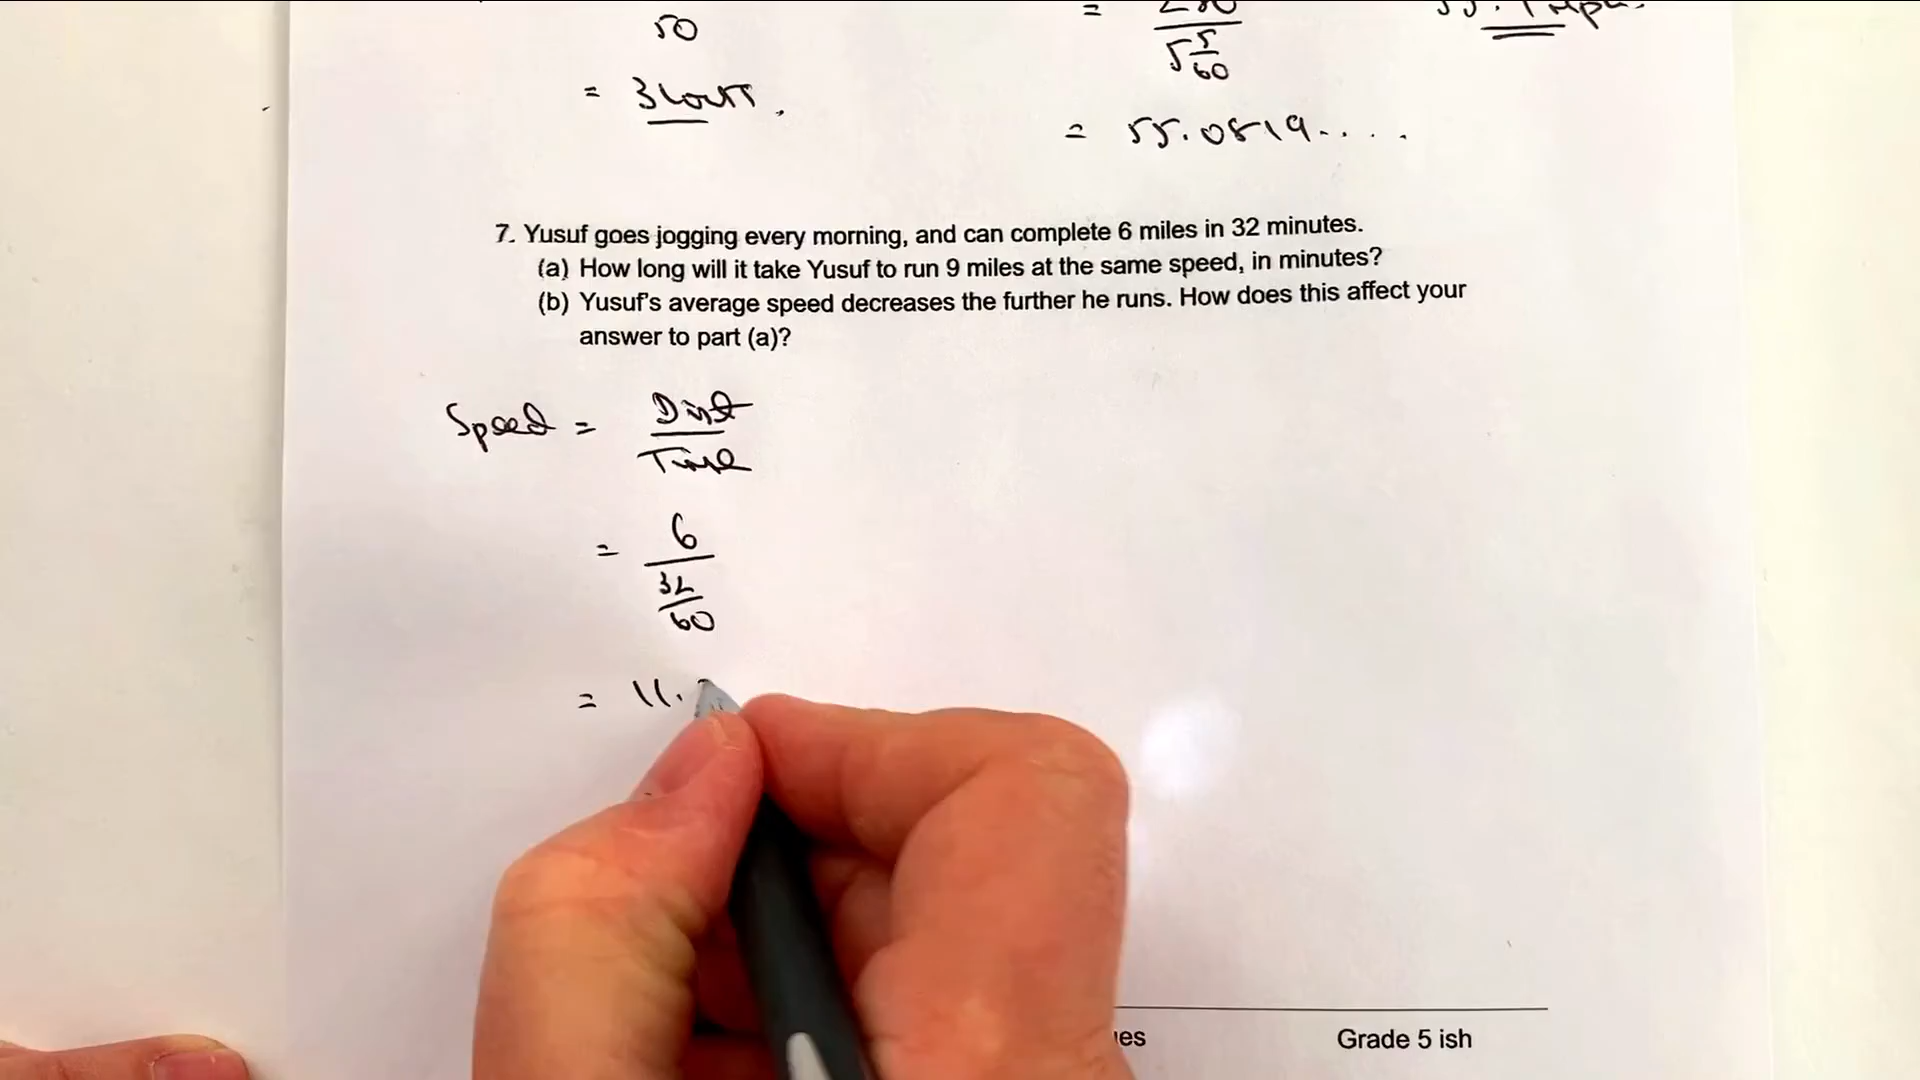 50
= 3hours.
=
5 5/60
= 55.0819....
7. Yusuf goes jogging every morning, and can complete 6 miles in 32 minutes.
(a) How long will it take Yusuf to run 9 miles at the same speed, in minutes?
(b) Yusuf's average speed decreases the further he runs. How does this affect your
answer to part (a)?
Speed = Dist
Time
= 6
32
60
= 11.
Grade 5 ish